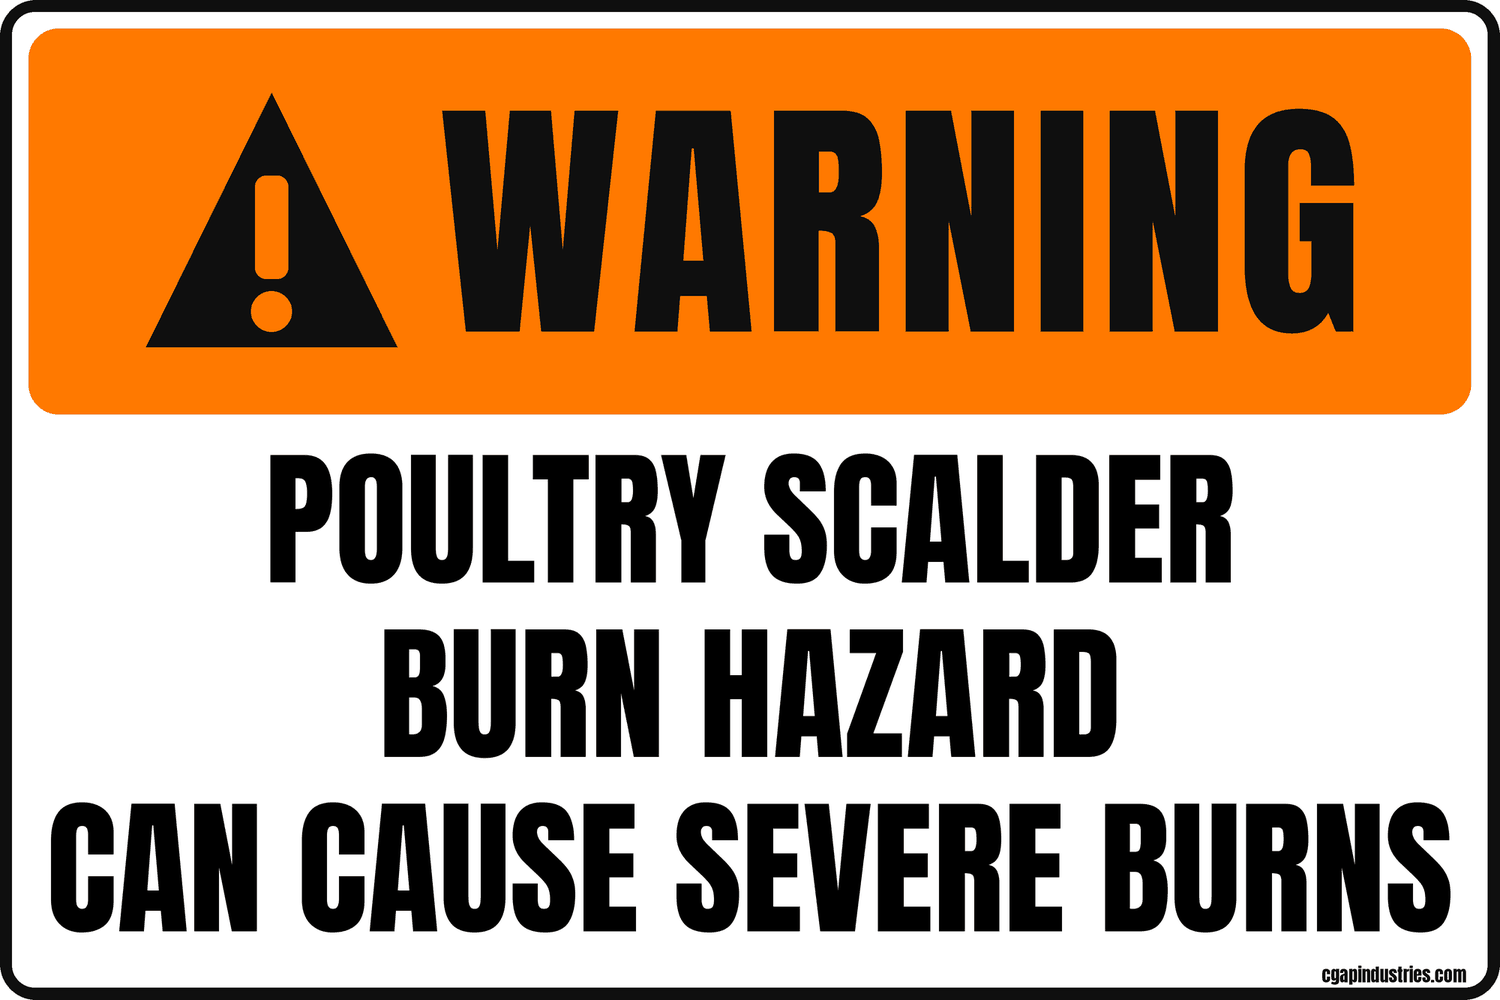 WARNING
POULTRY SCALDER
BURN HAZARD
CAN CAUSE SEVERE BURNS
cgapindustries.com